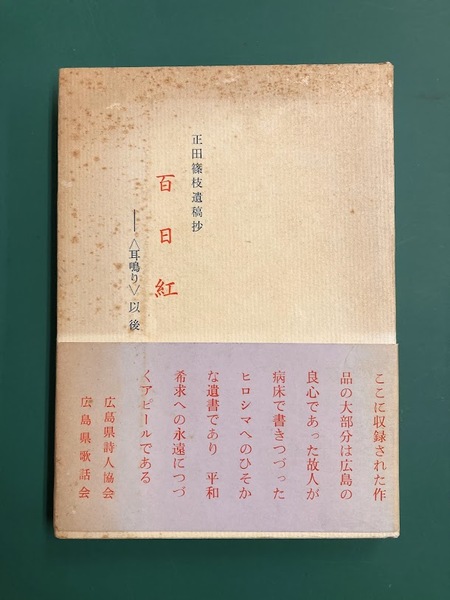 正田篠枝遺稿抄
百日紅
――〈耳鳴り〉以後
ここに収録された作
品の大部分は広島の
良心であった故人が
病床で書きつづった
ヒロシマへのひそか
な遺書であり 平和
希求への永遠につづ
くアピールである
広島県詩人協会
広島県歌話会